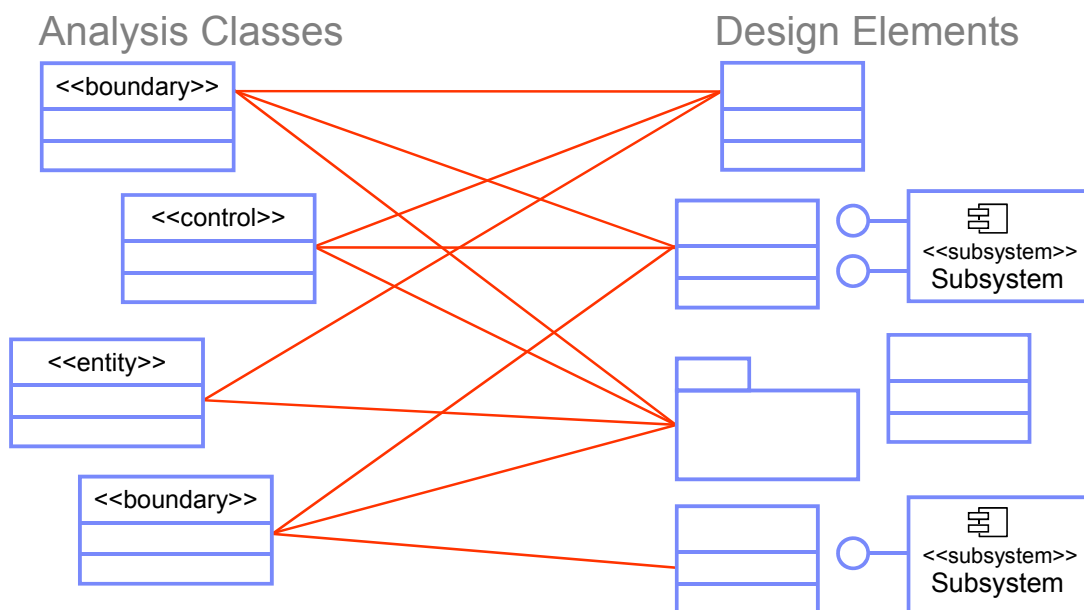 Analysis Classes
Design Elements
<<boundary>>
<<control>>
<<subsystem>>
Subsystem
<<entity>>
<<boundary>>
<<subsystem>>
Subsystem